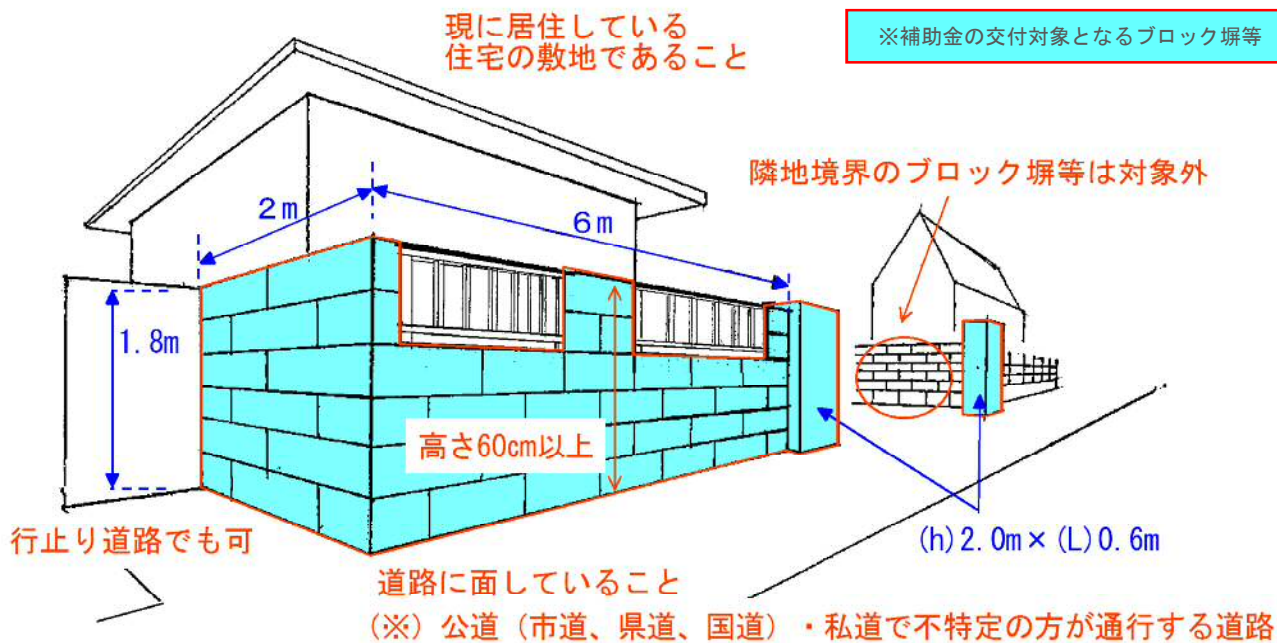 現に居住している
住宅の敷地であること
※補助金の交付対象となるブロック塀等
隣地境界のブロック塀等は対象外
2m
6m
1.8m
高さ60cm以上
行止り道路でも可
(h)2.0m×(L)0.6m
道路に面していること
(※)公道(市道、県道、国道)・私道で不特定の方が通行する道路